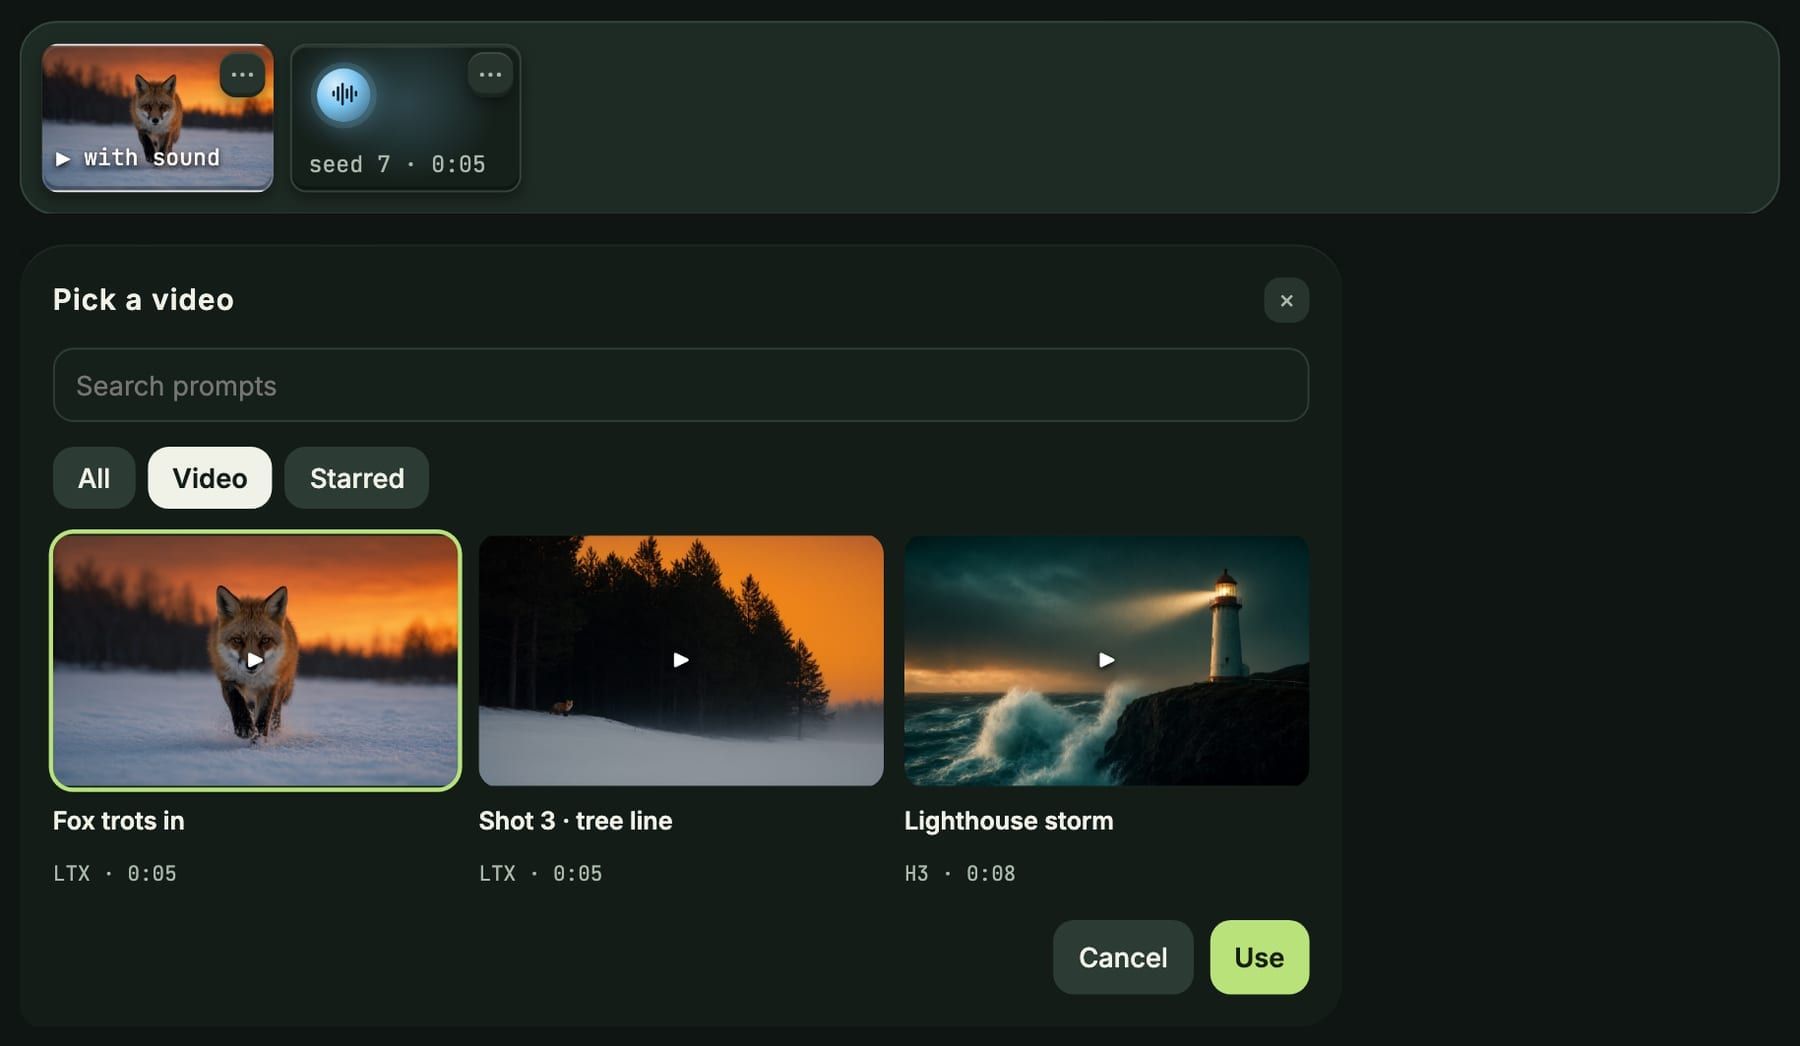 with sound
seed 7 · 0:05
Pick a video
Search prompts
All
Video
Starred
Fox trots in
Shot 3 · tree line
Lighthouse storm
LTX · 0:05
LTX · 0:05
H3 · 0:08
Cancel
Use